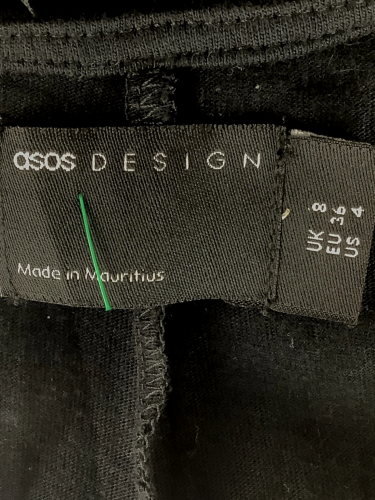 asos DESIGN
Made in Mauritius
UK 8
EU 36
US 4